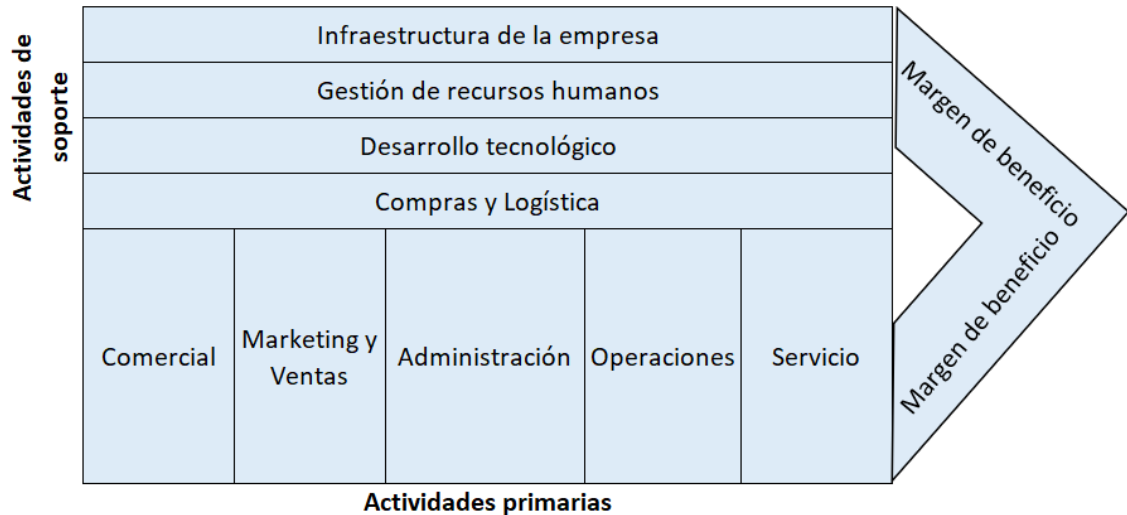 Actividades de
soporte
Infraestructura de la empresa
Gestión de recursos humanos
Desarrollo tecnológico
Compras y Logística
Comercial
Marketing y
Ventas
Administración
Operaciones
Servicio
Margen de beneficio
Margen de beneficio
Actividades primarias